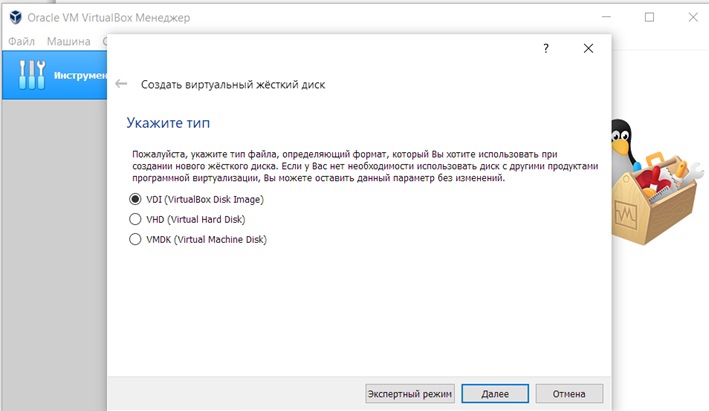 Oracle VM VirtualBox Менеджер
Файл Машина
Инструмен
?
Создать виртуальный жёсткий диск
Укажите тип
Пожалуйста, укажите тип файла, определяющий формат, который Вы хотите использовать при
создании нового жёсткого диска. Если у Вас нет необходимости использовать диск с другими продуктами
программной виртуализации, Вы можете оставить данный параметр без изменений.
VDI (VirtualBox Disk Image)
VHD (Virtual Hard Disk)
VMDK (Virtual Machine Disk)
Экспертный режим Далее Отмена